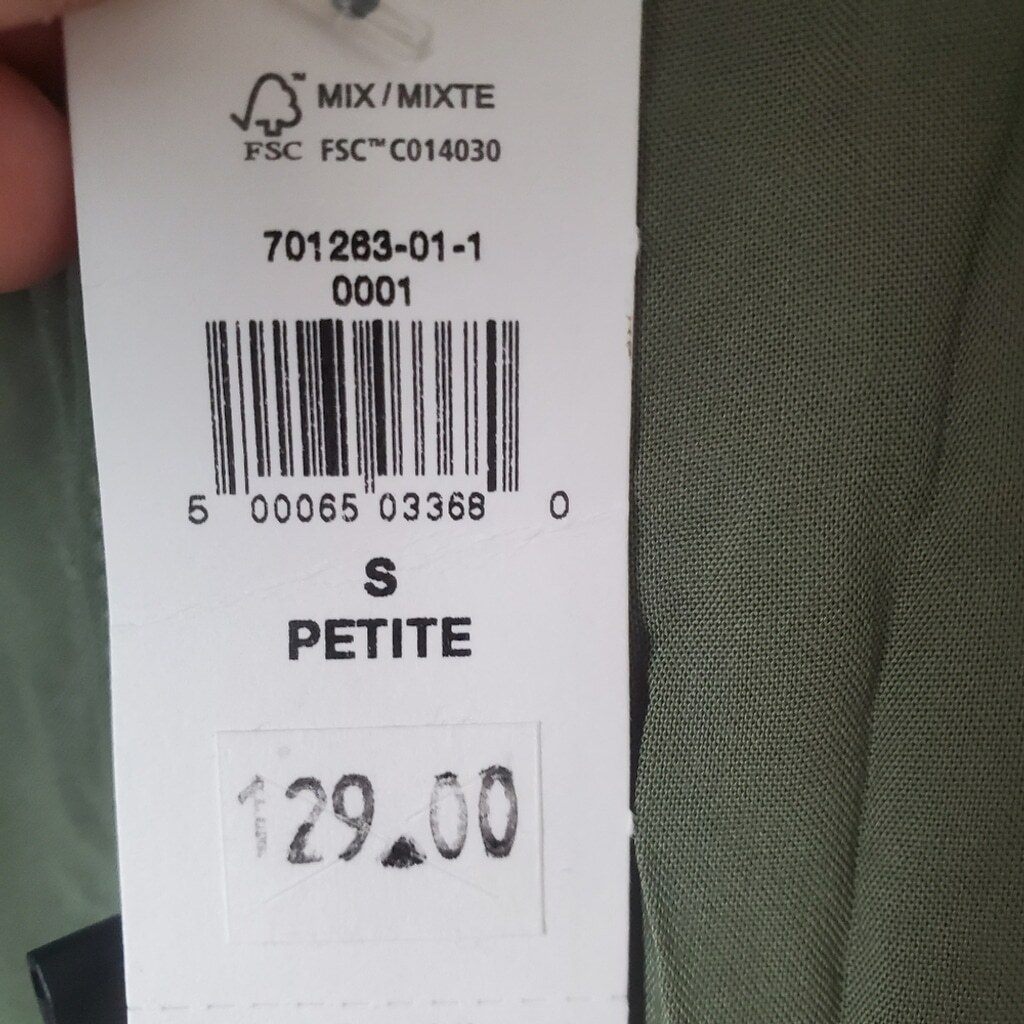 MIX / MIXTE
FSC FSC™ C014030
701263-01-1
0001
5 00065 03368 0
S
PETITE
129.00